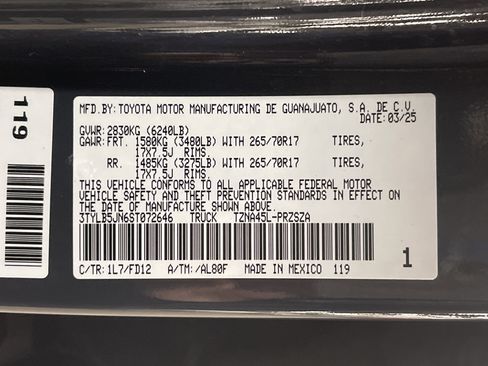 MFD.BY:TOYOTA MOTOR MANUFACTURING DE GUANAJUATO, S.A. DE C.V.
DATE:03/25
GVWR:2830KG (6240LB)
GAWR:FRT. 1580KG (3480LB) WITH 265/70R17 TIRES,
17X7.5J RIMS.
RR. 1485KG (3275LB) WITH 265/70R17 TIRES,
17X7.5J RIMS.
THIS VEHICLE CONFORMS TO ALL APPLICABLE FEDERAL MOTOR
VEHICLE SAFETY AND THEFT PREVENTION STANDARDS IN EFFECT ON
THE DATE OF MANUFACTURE SHOWN ABOVE.
3TYLB5JN6ST072646 TRUCK TZNA45L-PRZSZA
C/TR:1L7/FD12 A/TM:/AL80F MADE IN MEXICO 119
1
119